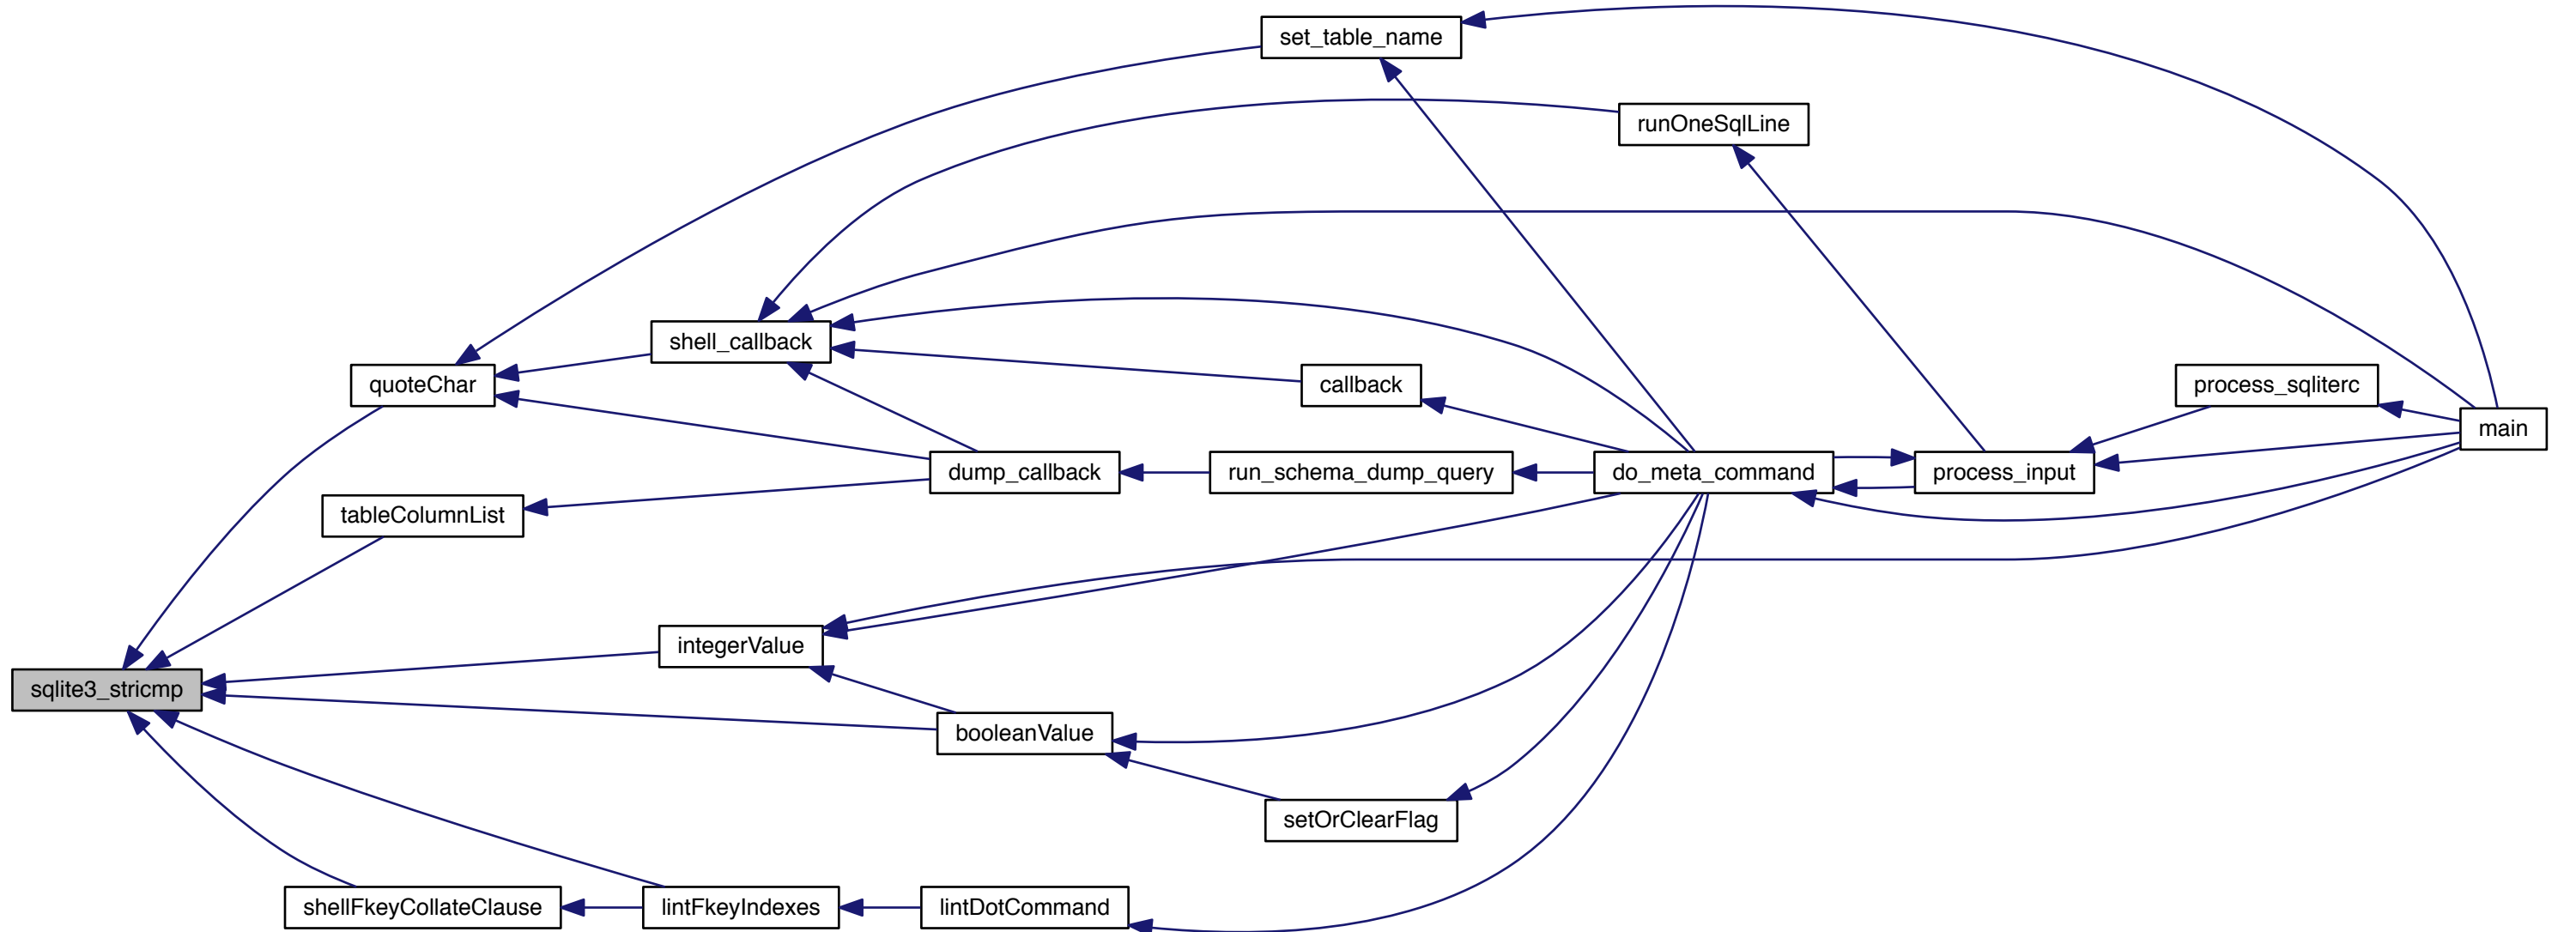 set_table_name
runOneSqlLine
shell_callback
quoteChar
callback
process_sqliterc
main
dump_callback
run_schema_dump_query
do_meta_command
process_input
tableColumnList
integerValue
sqlite3_stricmp
booleanValue
setOrClearFlag
shellFkeyCollateClause
lintFkeyIndexes
lintDotCommand